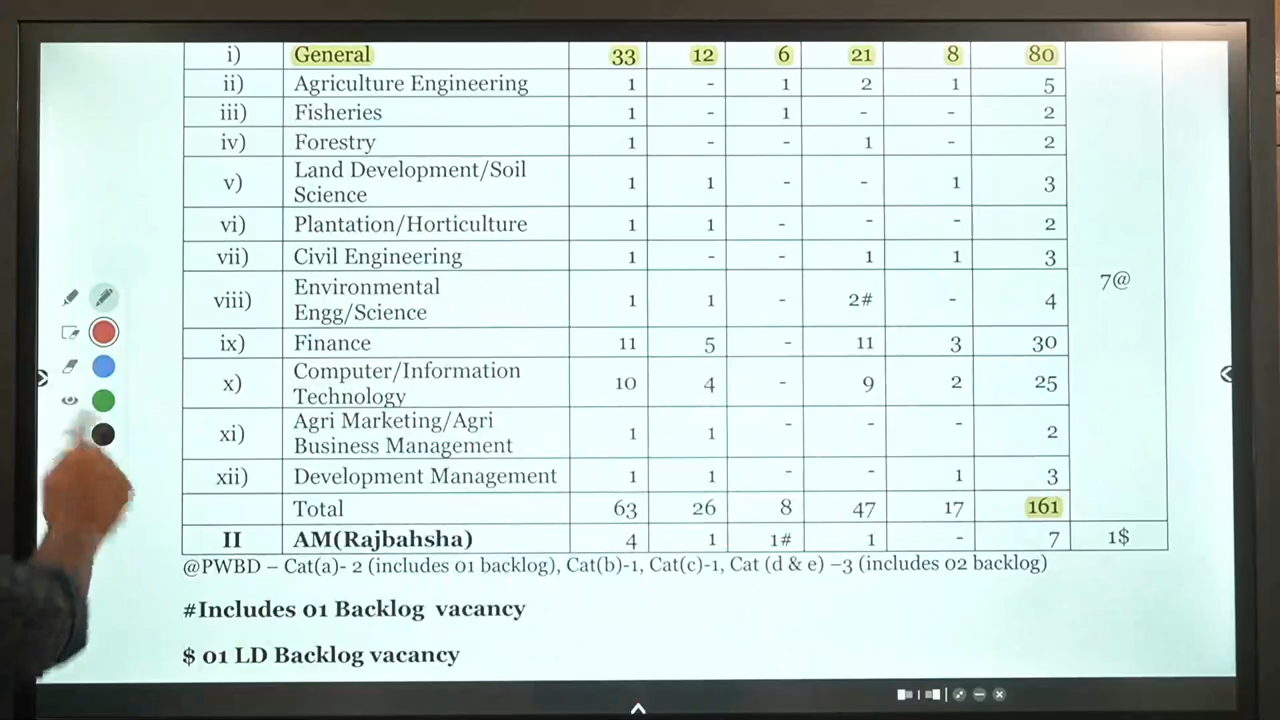 i) General 33 12 6 21 8 80
ii) Agriculture Engineering 1 - 1 2 1 5
iii) Fisheries 1 - 1 - - 2
iv) Forestry 1 - - 1 - 2
v) Land Development/Soil
Science 1 1 - - 1 3
vi) Plantation/Horticulture 1 1 - - - 2
vii) Civil Engineering 1 - - 1 1 3
viii) Environmental
Engg/Science 1 1 - 2# - 4
7@
ix) Finance 11 5 - 11 3 30
x) Computer/Information
Technology 10 4 - 9 2 25
xi) Agri Marketing/Agri
Business Management 1 1 - - - 2
xii) Development Management 1 1 - - 1 3
Total 63 26 8 47 17 161
II AM(Rajbahsha) 4 1 1# 1 - 7 1$
@PWBD – Cat(a)- 2 (includes 01 backlog), Cat(b)-1, Cat(c)-1, Cat (d & e) –3 (includes 02 backlog)
#Includes 01 Backlog vacancy
$ 01 LD Backlog vacancy